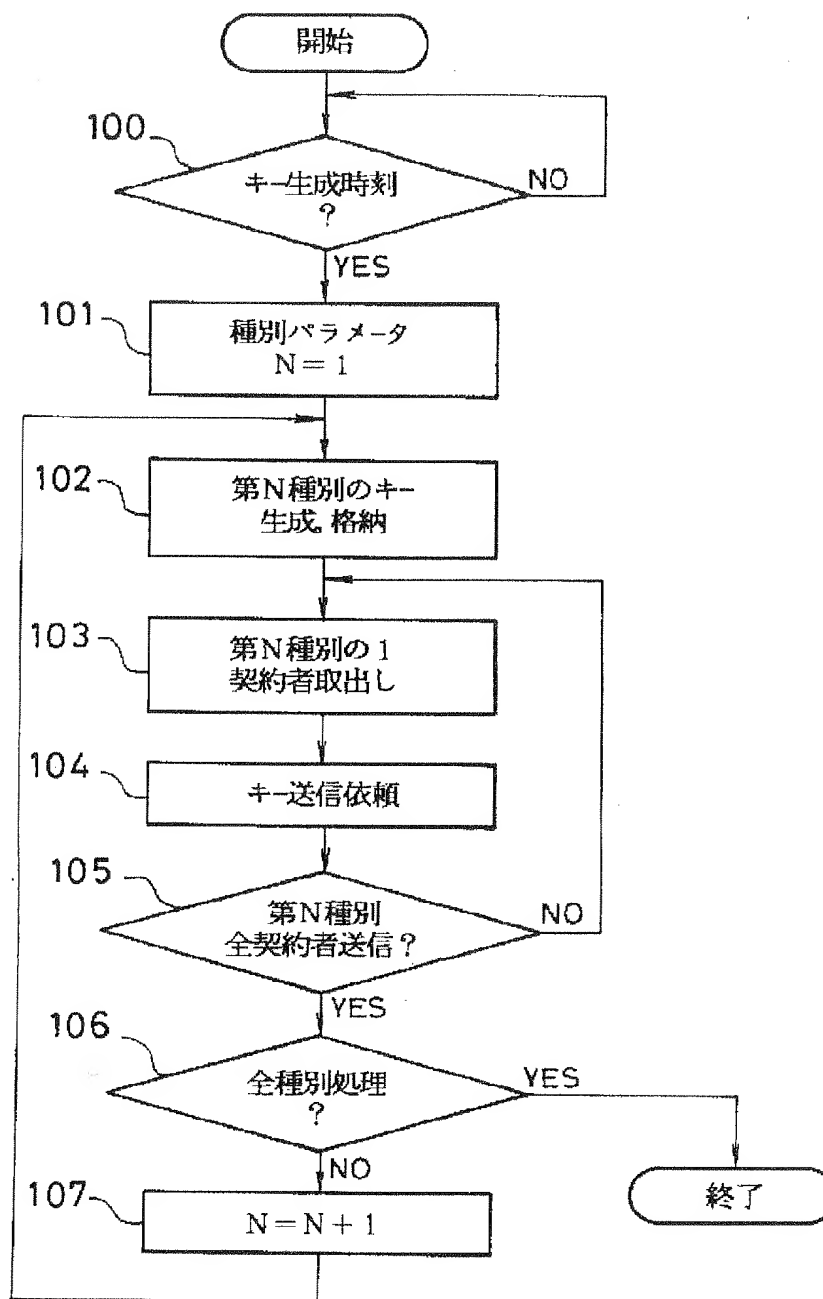 開始
100
キー生成時刻
?
NO
YES
101
種別パラメータ
N=1
102
第N種別のキー
生成。格納
103
第N種別の1
契約者取出し
104
キー送信依頼
105
第N種別
全契約者送信?
NO
YES
106
全種別処理
?
YES
NO
107
N=N+1
終了